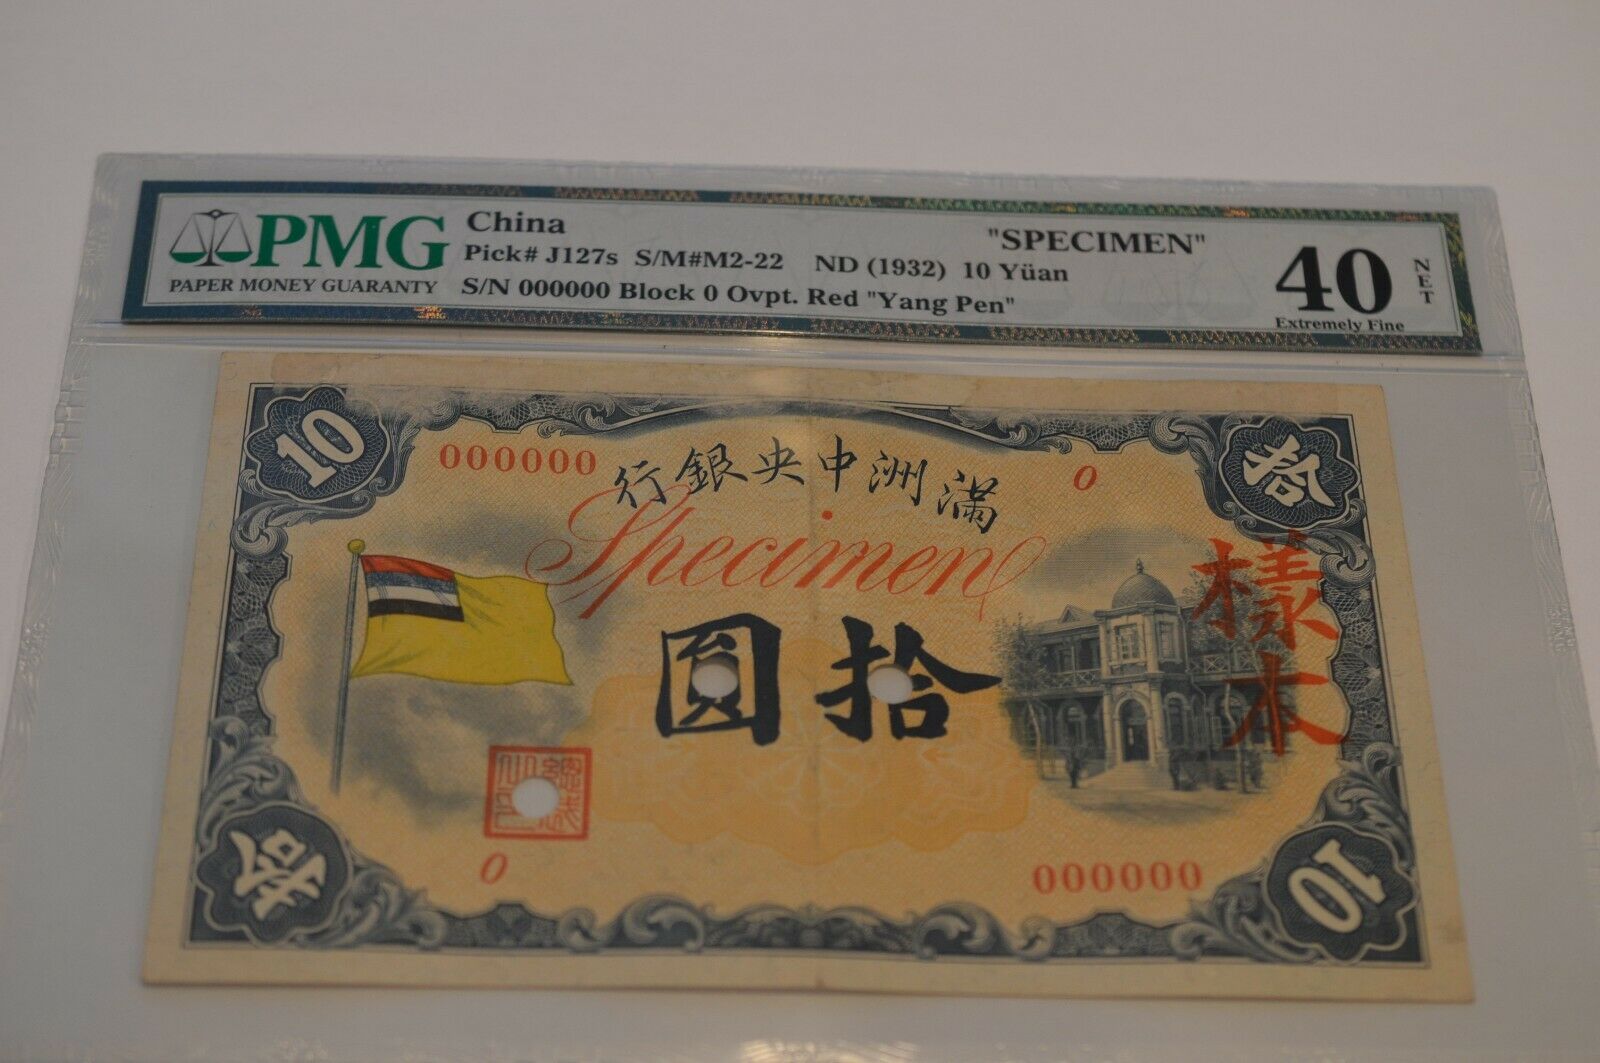 PMG
PAPER MONEY GUARANTY
China
Pick# J127s S/M#M2-22 ND (1932) 10 Yüan
S/N 000000 Block 0 Ovpt. Red "Yang Pen"
"SPECIMEN"
40 NET
Extremely Fine
10
拾
000000
行銀央中洲滿
0
Specimen
樣本
圓拾
0
000000
拾
10